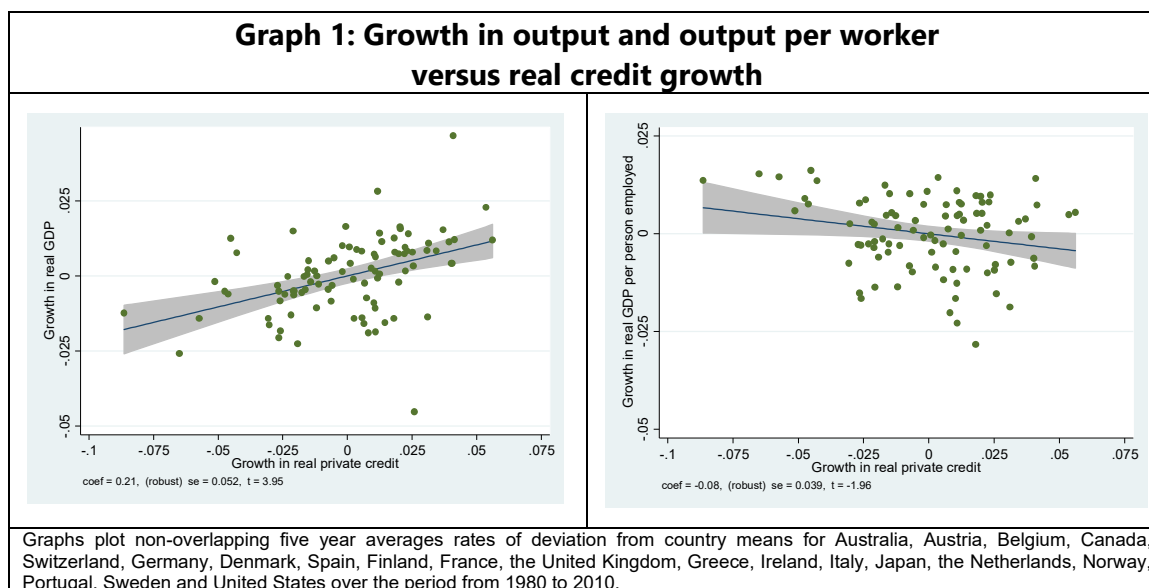 Graph 1: Growth in output and output per worker
versus real credit growth
Growth in real GDP
.025
0
-.025
-.05
-.1 -.075 -.05 -.025 0 .025 .05 .075
Growth in real private credit
coef = 0.21, (robust) se = 0.052, t = 3.95
Growth in real GDP per person employed
.025
0
-.025
-.05
-.1 -.075 -.05 -.025 0 .025 .05 .075
Growth in real private credit
coef = -0.08, (robust) se = 0.039, t = -1.96
Graphs plot non-overlapping five year averages rates of deviation from country means for Australia, Austria, Belgium, Canada,
Switzerland, Germany, Denmark, Spain, Finland, France, the United Kingdom, Greece, Ireland, Italy, Japan, the Netherlands, Norway,
Portugal, Sweden and United States over the period from 1980 to 2010.